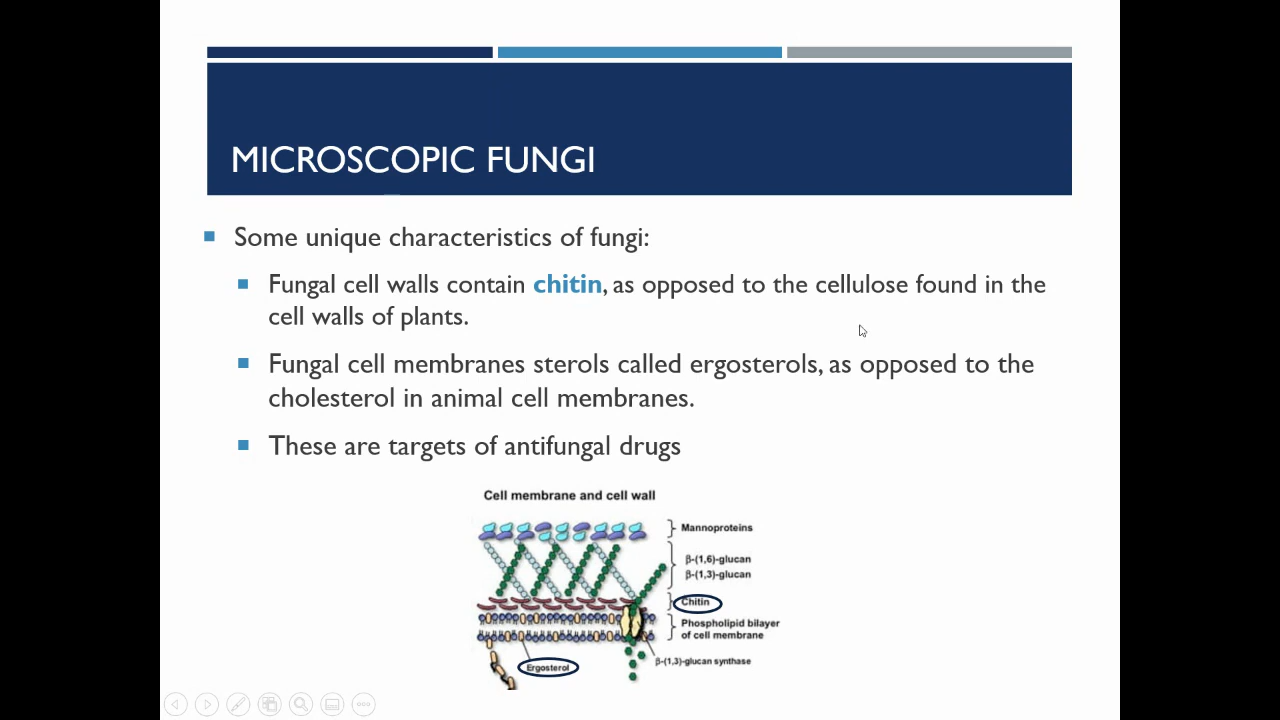 MICROSCOPIC FUNGI
Some unique characteristics of fungi:
Fungal cell walls contain chitin, as opposed to the cellulose found in the
cell walls of plants.
Fungal cell membranes sterols called ergosterols, as opposed to the
cholesterol in animal cell membranes.
These are targets of antifungal drugs
Cell membrane and cell wall
Mannoproteins
β-(1,6)-glucan
β-(1,3)-glucan
Chitin
Phospholipid bilayer
of cell membrane
β-(1,3)-glucan synthase
Ergosterol